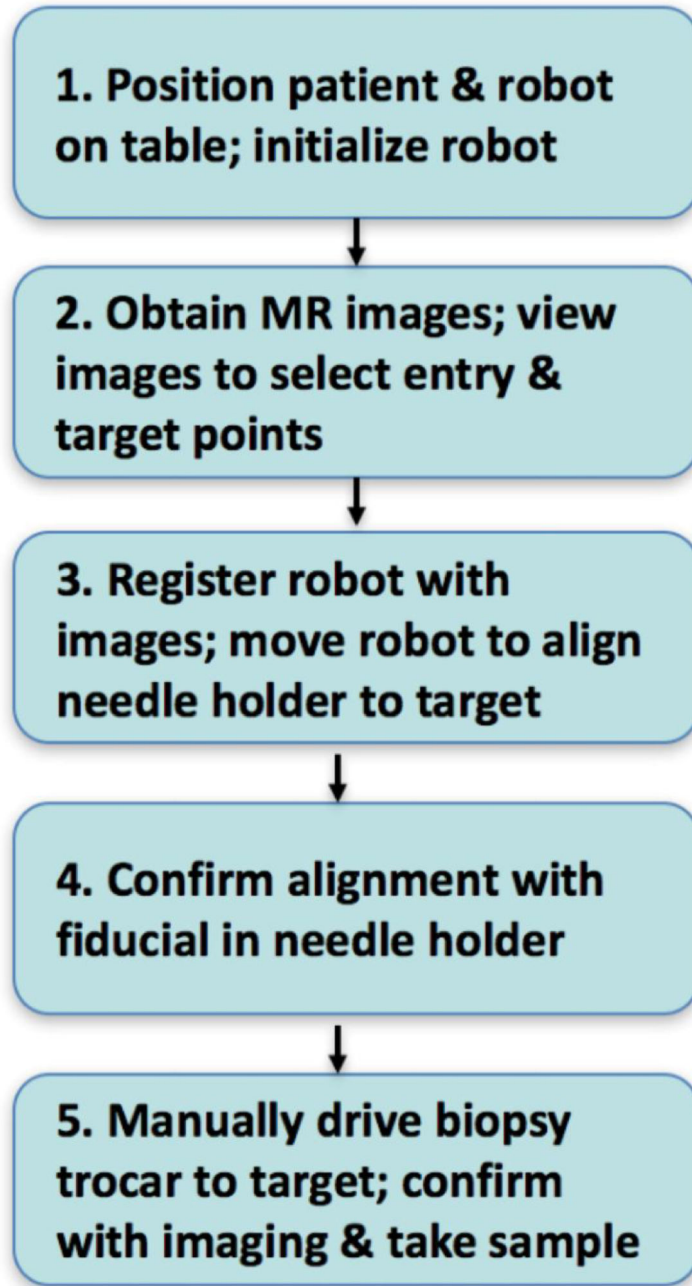 1. Position patient & robot
on table; initialize robot
2. Obtain MR images; view
images to select entry &
target points
3. Register robot with
images; move robot to align
needle holder to target
4. Confirm alignment with
fiducial in needle holder
5. Manually drive biopsy
trocar to target; confirm
with imaging & take sample